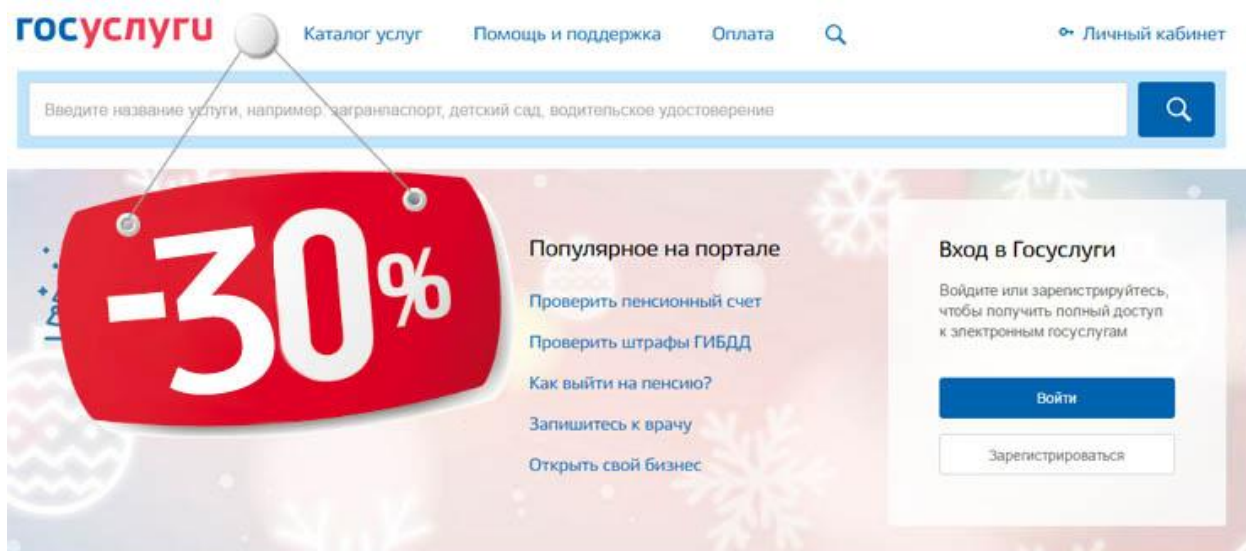 госуслуги
Каталог услуг
Помощь и поддержка
Оплата
Личный кабинет
Введите название услуги, например, загранпаспорт, детский сад, водительское удостоверение
-30%
Популярное на портале
Проверить пенсионный счет
Проверить штрафы ГИБДД
Как выйти на пенсию?
Запишитесь к врачу
Открыть свой бизнес
Вход в Госуслуги
Войдите или зарегистрируйтесь,
чтобы получить полный доступ
к электронным госуслугам
Войти
Зарегистрироваться